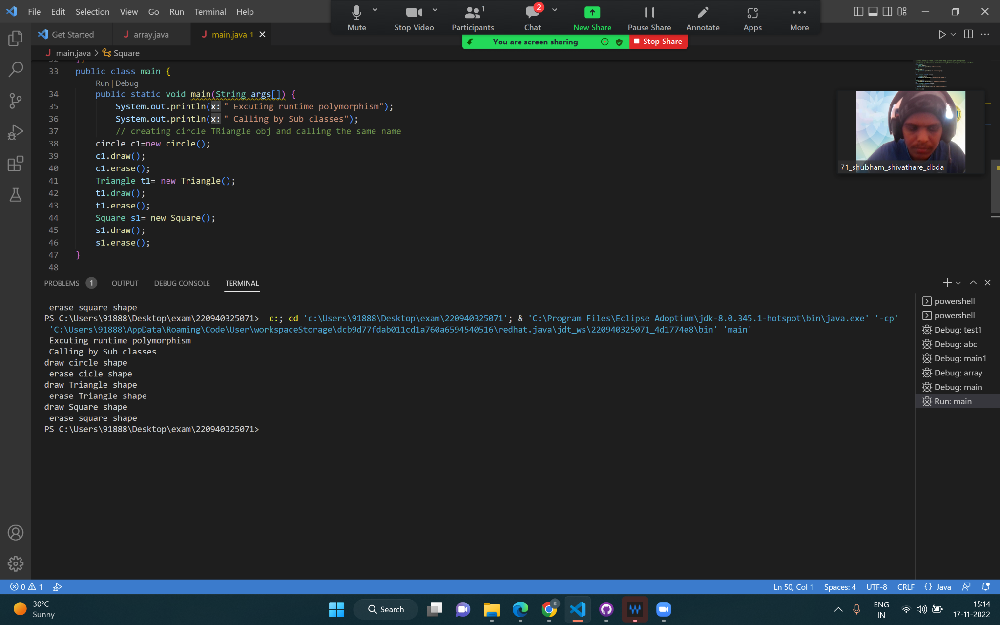 File Edit Selection View Go Run Terminal Help
Mute Stop Video Participants 1 Chat 2 New Share Pause Share Annotate Apps More
You are screen sharing Stop Share
Get Started array.java main.java 1
main.java > Square
33 public class main {
Run | Debug
34 public static void main(String args[]) {
35 System.out.println(x:" Excuting runtime polymorphism");
36 System.out.println(x:" Calling by Sub classes");
37 // creating circle TRiangle obj and calling the same name
38 circle c1=new circle();
39 c1.draw();
40 c1.erase();
41 Triangle t1= new Triangle();
42 t1.draw();
43 t1.erase();
44 Square s1= new Square();
45 s1.draw();
46 s1.erase();
47 }
48
71_shubham_shivathare_dbda
PROBLEMS 1 OUTPUT DEBUG CONSOLE TERMINAL
erase square shape
PS C:\Users\91888\Desktop\exam\220940325071> c:; cd 'c:\Users\91888\Desktop\exam\220940325071'; & 'C:\Program Files\Eclipse Adoptium\jdk-8.0.345.1-hotspot\bin\java.exe' '-cp'
'C:\Users\91888\AppData\Roaming\Code\User\workspaceStorage\dcb9d77fdab011cd1a760a6594540516\redhat.java\jdt_ws\220940325071_4d1774e8\bin' 'main'
Excuting runtime polymorphism
Calling by Sub classes
draw circle shape
erase cicle shape
draw Triangle shape
erase Triangle shape
draw Square shape
erase square shape
PS C:\Users\91888\Desktop\exam\220940325071>
powershell
powershell
Debug: test1
Debug: abc
Debug: main1
Debug: array
Debug: main
Run: main
0 1 Ln 50, Col 1 Spaces: 4 UTF-8 CRLF {} Java
30°C
Sunny
Search
ENG
IN
15:14
17-11-2022